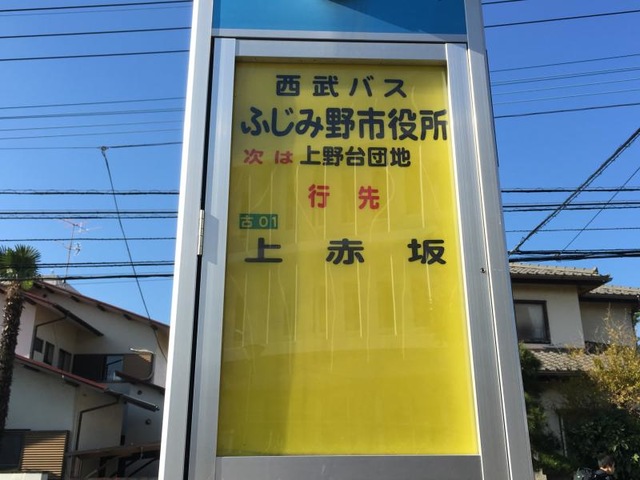 西武バス
ふじみ野市役所
次は上野台団地
行先
古01
上赤坂